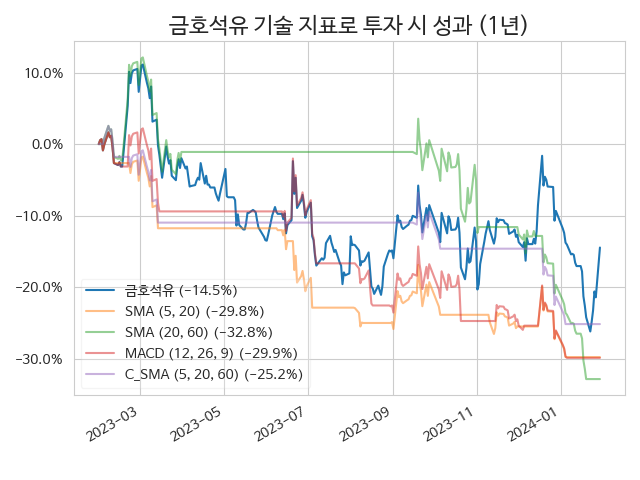 금호석유 기술 지표로 투자 시 성과 (1년)
10.0%
0.0%
−10.0%
−20.0%
−30.0%
금호석유 (−14.5%)
SMA (5, 20) (−29.8%)
SMA (20, 60) (−32.8%)
MACD (12, 26, 9) (−29.9%)
C_SMA (5, 20, 60) (−25.2%)
2023−03
2023−05
2023−07
2023−09
2023−11
2024−01